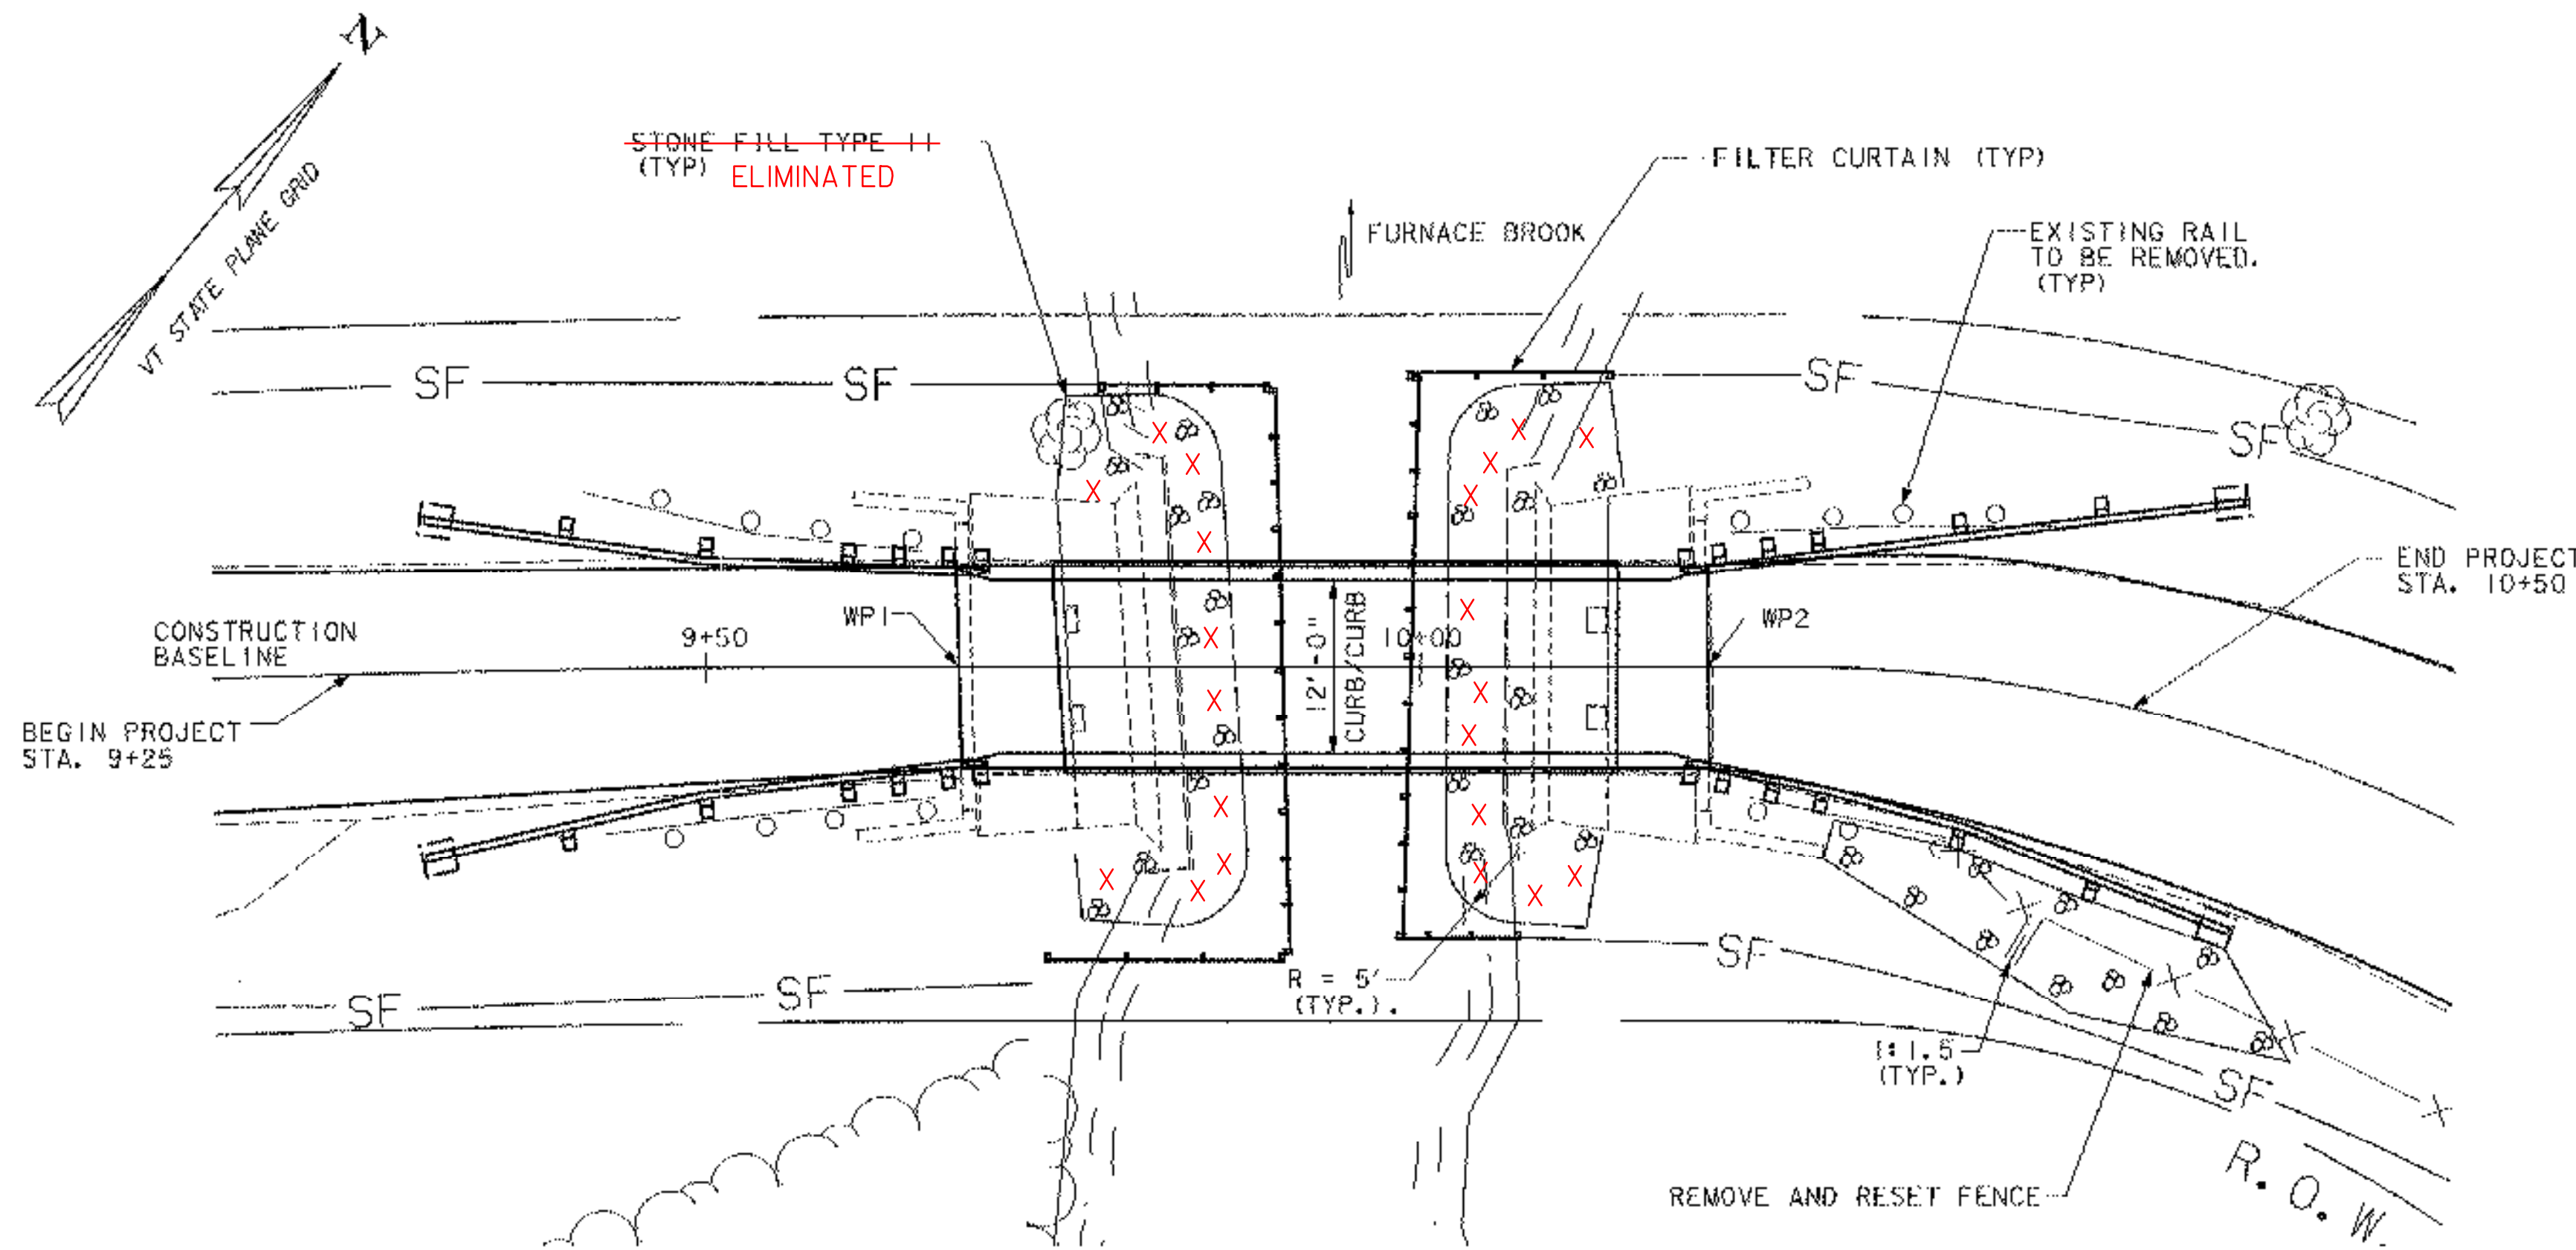 N
VT STATE PLANE GRID
STONE FILL TYPE II
(TYP) ELIMINATED
FILTER CURTAIN (TYP)
FURNACE BROOK
EXISTING RAIL
TO BE REMOVED.
(TYP)
SF
SF
SF
SF
END PROJECT
STA. 10+50
CONSTRUCTION
BASELINE
9+50
WP1
12'-0"
CURB/CURB
10+00
WP2
BEGIN PROJECT
STA. 9+25
SF
SF
R = 5'
(TYP.).
SF
1:1.5
(TYP.)
SF
REMOVE AND RESET FENCE
R. O. W.